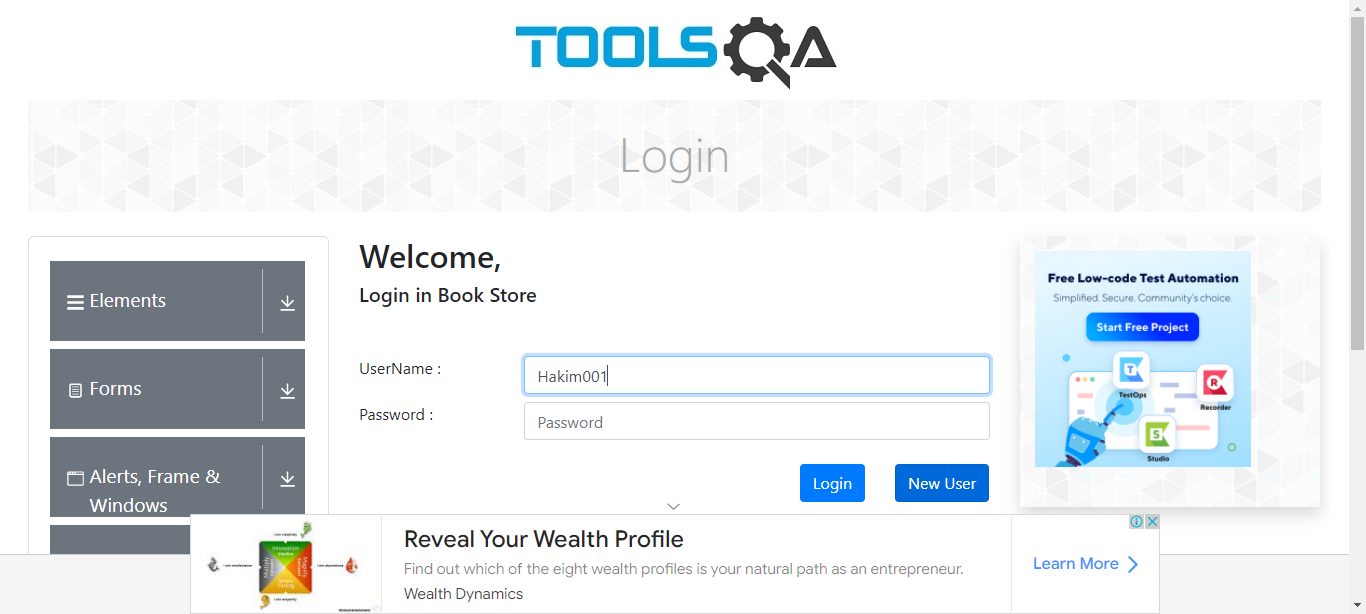 TOOLSQA
Login
Elements
Forms
Alerts, Frame &
Windows
Welcome,
Login in Book Store
UserName :
Hakim001
Password :
Password
Login
New User
Free Low-code Test Automation
Simplified. Secure. Community's choice.
Start Free Project
TestOps
Recorder
Studio
Innovation
Reveal Your Wealth Profile
Find out which of the eight wealth profiles is your natural path as an entrepreneur.
Wealth Dynamics
Learn More